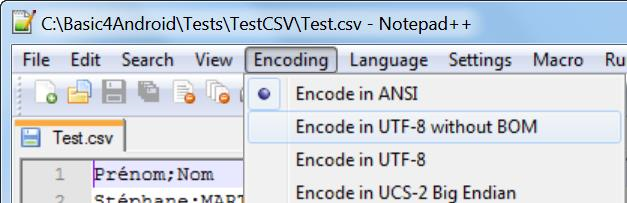 C:\Basic4Android\Tests\TestCSV\Test.csv - Notepad++
File Edit Search View Encoding Language Settings Macro Ru
Encode in ANSI
Encode in UTF-8 without BOM
Test.csv
Encode in UTF-8
1 Prénom;Nom
Encode in UCS-2 Big Endian
2 Stéphane;MART